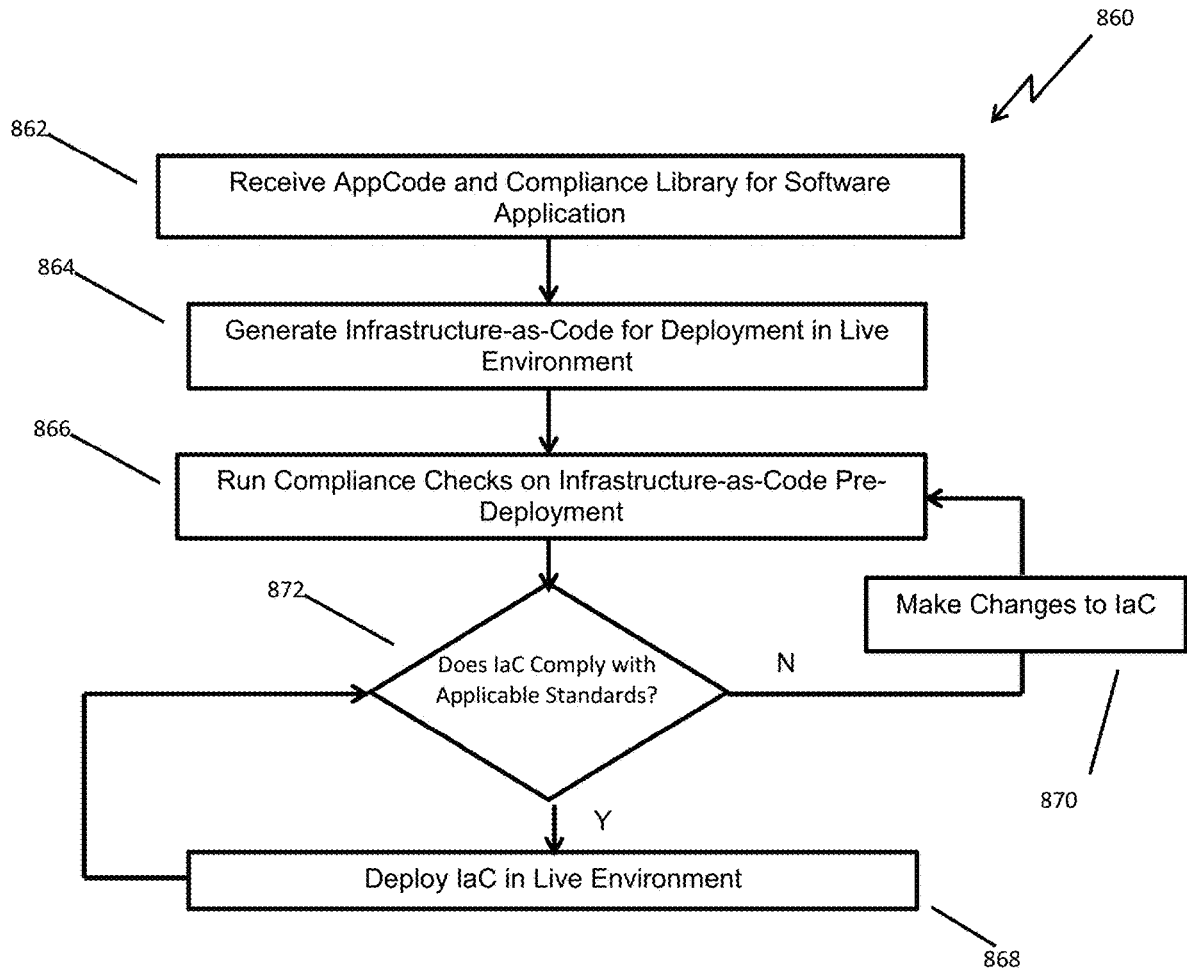 860
862
Receive AppCode and Compliance Library for Software
Application
864
Generate Infrastructure-as-Code for Deployment in Live
Environment
866
Run Compliance Checks on Infrastructure-as-Code Pre-
Deployment
872
Make Changes to IaC
Does IaC Comply with
Applicable Standards?
N
870
Y
Deploy IaC in Live Environment
868